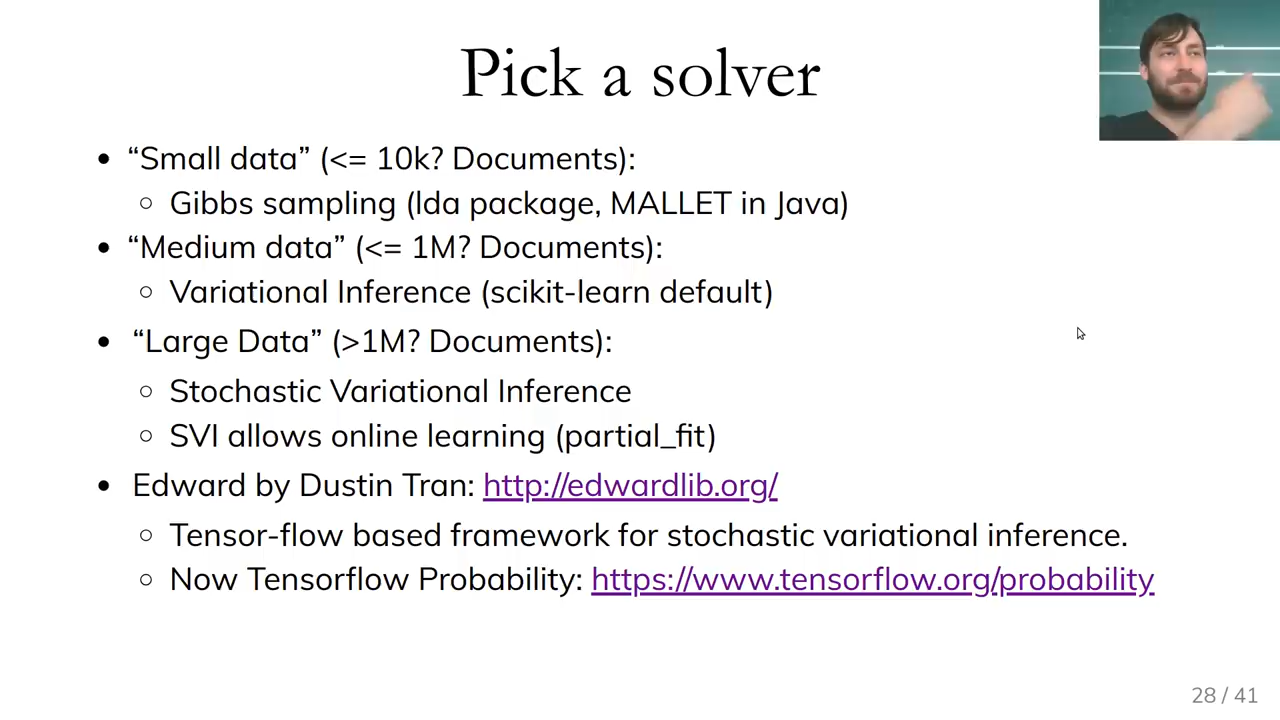 Pick a solver
• “Small data” (<= 10k? Documents):
○ Gibbs sampling (lda package, MALLET in Java)
• “Medium data” (<= 1M? Documents):
○ Variational Inference (scikit-learn default)
• “Large Data” (>1M? Documents):
○ Stochastic Variational Inference
○ SVI allows online learning (partial_fit)
• Edward by Dustin Tran: http://edwardlib.org/
○ Tensor-flow based framework for stochastic variational inference.
○ Now Tensorflow Probability: https://www.tensorflow.org/probability
28 / 41